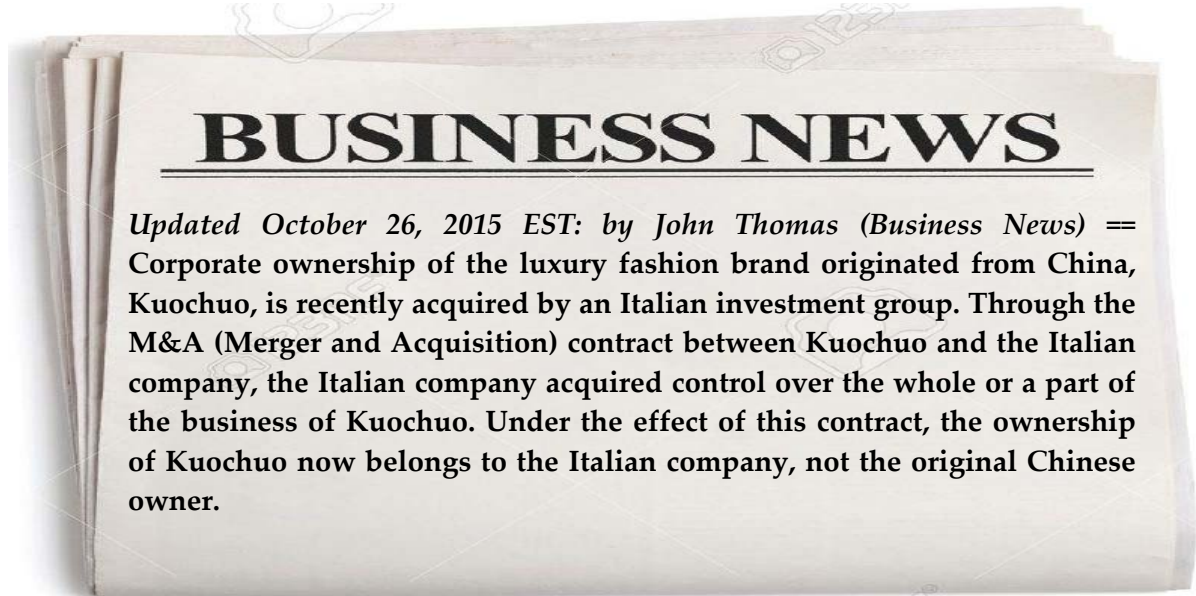 BUSINESS NEWS
Updated October 26, 2015 EST: by John Thomas (Business News) ==
Corporate ownership of the luxury fashion brand originated from China,
Kuochuo, is recently acquired by an Italian investment group. Through the
M&A (Merger and Acquisition) contract between Kuochuo and the Italian
company, the Italian company acquired control over the whole or a part of
the business of Kuochuo. Under the effect of this contract, the ownership
of Kuochuo now belongs to the Italian company, not the original Chinese
owner.